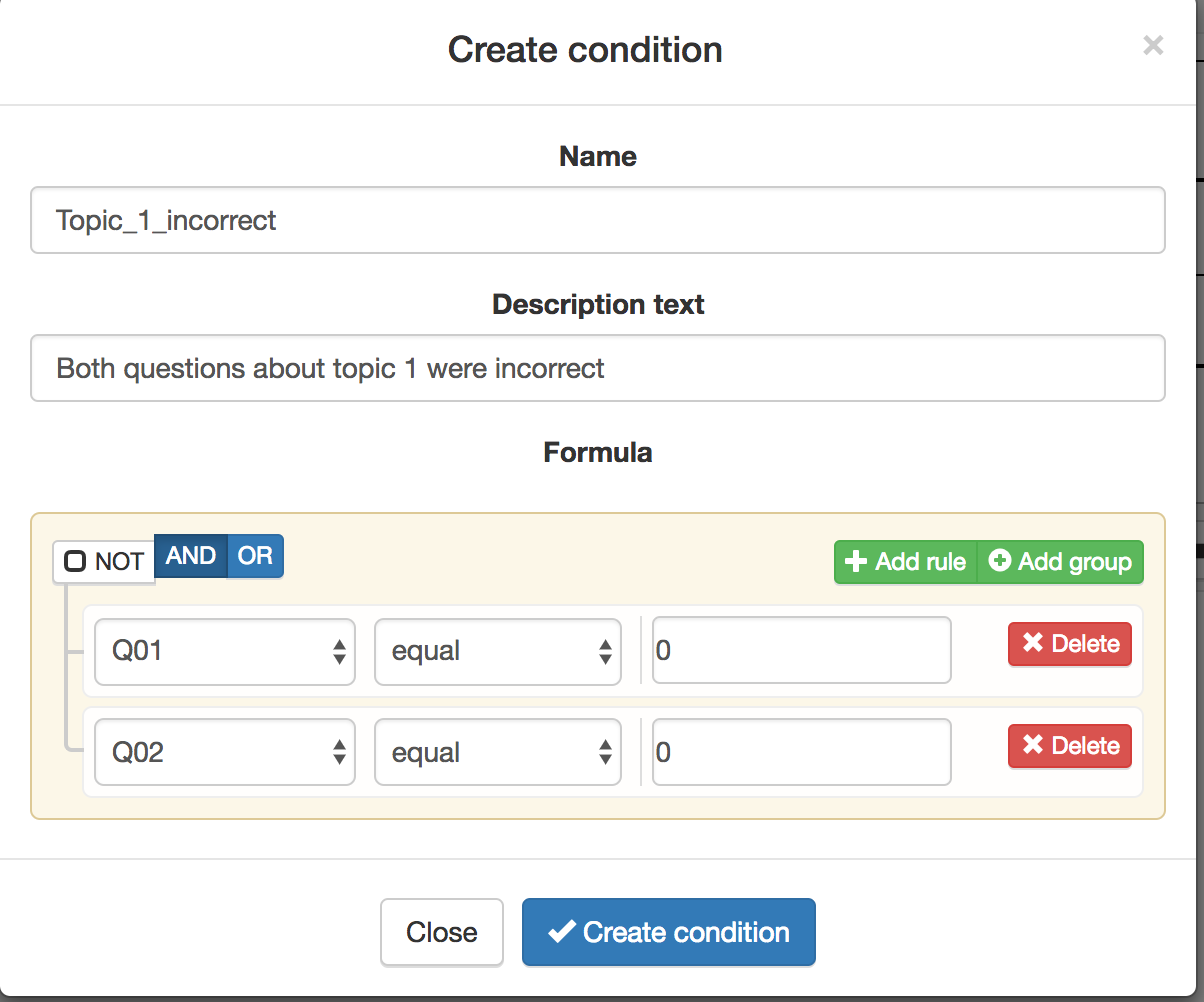 Create condition ×
Name
Topic_1_incorrect
Description text
Both questions about topic 1 were incorrect
Formula
NOT AND OR Add rule Add group
Q01 equal 0 Delete
Q02 equal 0 Delete
Close Create condition